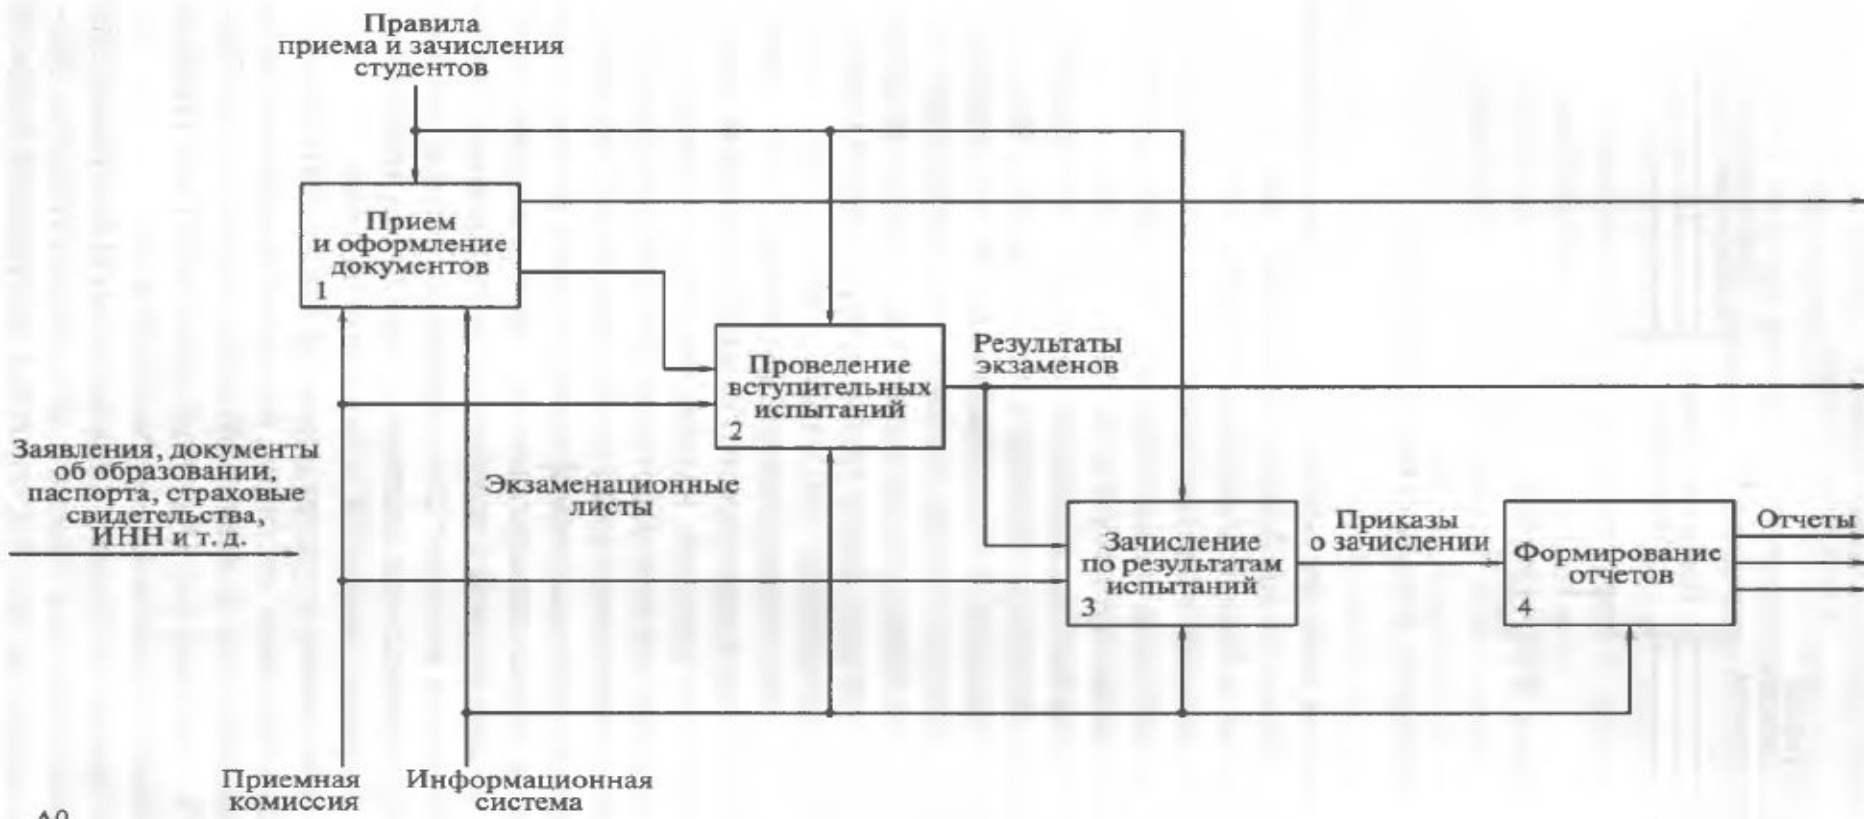 Правила
приема и зачисления
студентов
Прием
и оформление
документов
1
Проведение
вступительных
испытаний
2
Результаты
экзаменов
Заявления, документы
об образовании,
паспорта, страховые
свидетельства,
ИНН и т. д.
Экзаменационные
листы
Зачисление
по результатам
испытаний
3
Приказы
о зачислении
Формирование
отчетов
4
Отчеты
Приемная
комиссия
Информационная
система